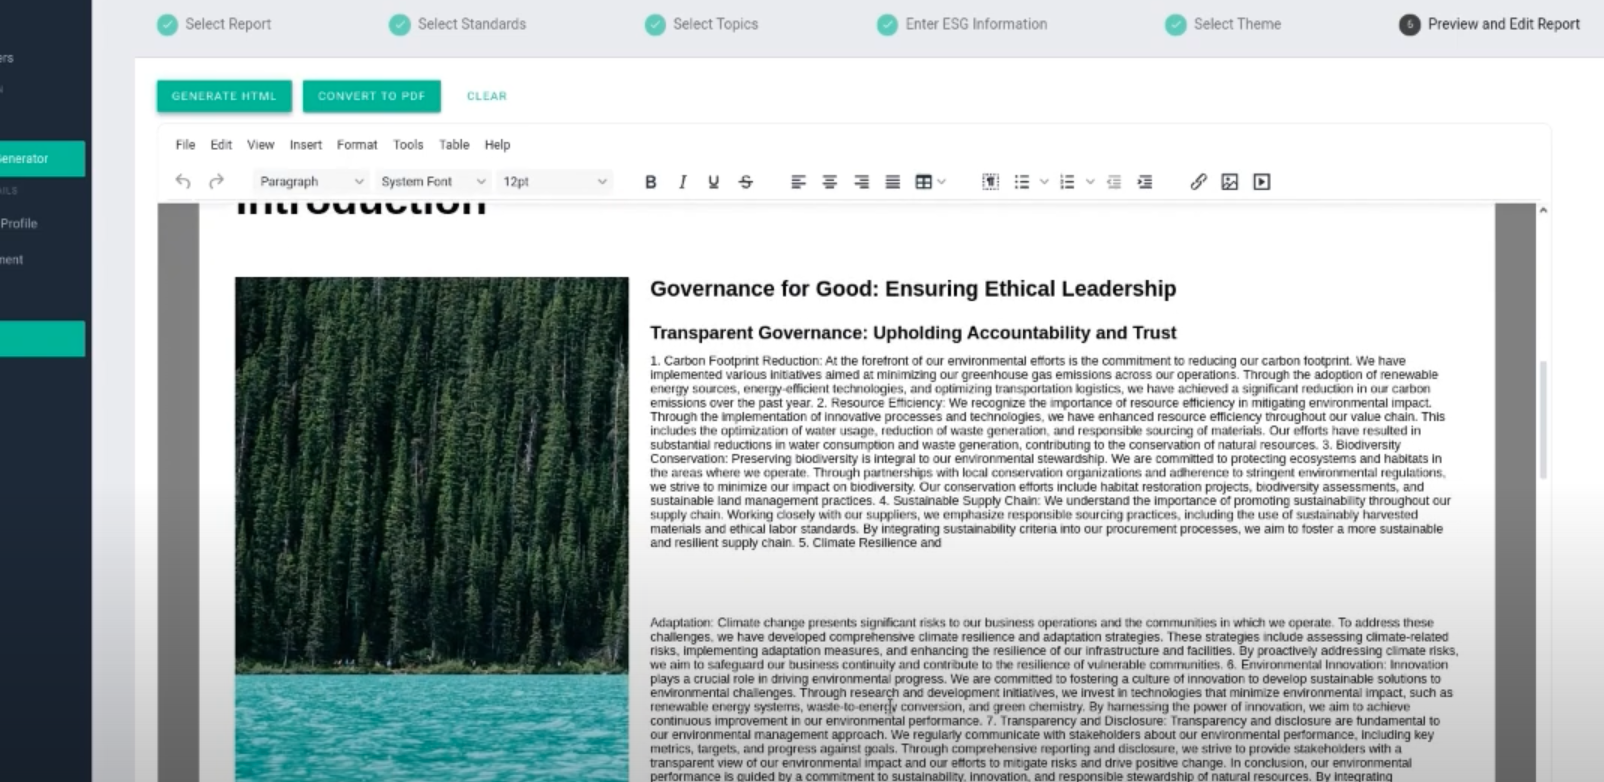 Select Report
Select Standards
Select Topics
Enter ESG Information
Select Theme
6
Preview and Edit Report
ers
N
enerator
AILS
Profile
ment
GENERATE HTML
CONVERT TO PDF
CLEAR
File Edit View Insert Format Tools Table Help
Paragraph
System Font
12pt
B I U S
Introduction
Governance for Good: Ensuring Ethical Leadership
Transparent Governance: Upholding Accountability and Trust
1. Carbon Footprint Reduction: At the forefront of our environmental efforts is the commitment to reducing our carbon footprint. We have
implemented various initiatives aimed at minimizing our greenhouse gas emissions across our operations. Through the adoption of renewable
energy sources, energy-efficient technologies, and optimizing transportation logistics, we have achieved a significant reduction in our carbon
emissions over the past year. 2. Resource Efficiency: We recognize the importance of resource efficiency in mitigating environmental impact.
Through the implementation of innovative processes and technologies, we have enhanced resource efficiency throughout our value chain. This
includes the optimization of water usage, reduction of waste generation, and responsible sourcing of materials. Our efforts have resulted in
substantial reductions in water consumption and waste generation, contributing to the conservation of natural resources. 3. Biodiversity
Conservation: Preserving biodiversity is integral to our environmental stewardship. We are committed to protecting ecosystems and habitats in
the areas where we operate. Through partnerships with local conservation organizations and adherence to stringent environmental regulations,
we strive to minimize our impact on biodiversity. Our conservation efforts include habitat restoration projects, biodiversity assessments, and
sustainable land management practices. 4. Sustainable Supply Chain: We understand the importance of promoting sustainability throughout our
supply chain. Working closely with our suppliers, we emphasize responsible sourcing practices, including the use of sustainably harvested
materials and ethical labor standards. By integrating sustainability criteria into our procurement processes, we aim to foster a more sustainable
and resilient supply chain. 5. Climate Resilience and
Adaptation: Climate change presents significant risks to our business operations and the communities in which we operate. To address these
challenges, we have developed comprehensive climate resilience and adaptation strategies. These strategies include assessing climate-related
risks, implementing adaptation measures, and enhancing the resilience of our infrastructure and facilities. By proactively addressing climate risks,
we aim to safeguard our business continuity and contribute to the resilience of vulnerable communities. 6. Environmental Innovation: Innovation
plays a crucial role in driving environmental progress. We are committed to fostering a culture of innovation to develop sustainable solutions to
environmental challenges. Through research and development initiatives, we invest in technologies that minimize environmental impact, such as
renewable energy systems, waste-to-energy conversion, and green chemistry. By harnessing the power of innovation, we aim to achieve
continuous improvement in our environmental performance. 7. Transparency and Disclosure: Transparency and disclosure are fundamental to
our environmental management approach. We regularly communicate with stakeholders about our environmental performance, including key
metrics, targets, and progress against goals. Through comprehensive reporting and disclosure, we strive to provide stakeholders with a
transparent view of our environmental impact and our efforts to mitigate risks and drive positive change. In conclusion, our environmental
performance is guided by a commitment to sustainability, innovation, and responsible stewardship of natural resources. By integrating